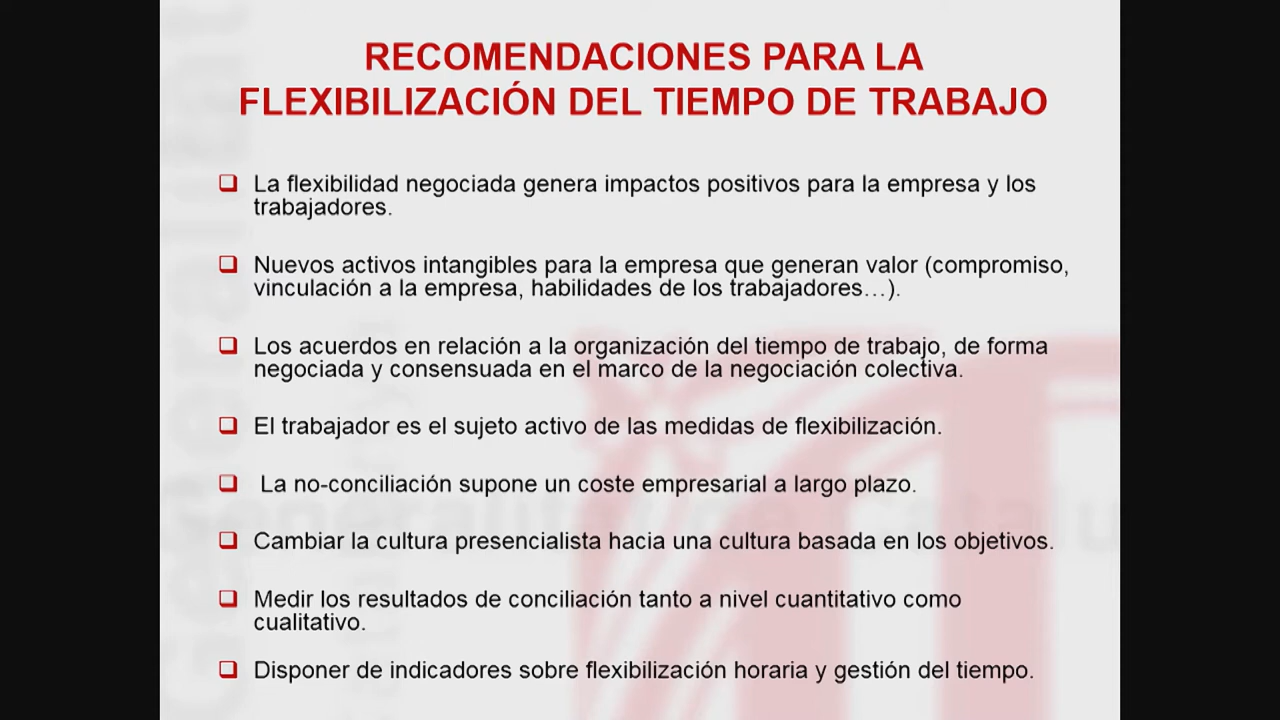 RECOMENDACIONES PARA LA
FLEXIBILIZACIÓN DEL TIEMPO DE TRABAJO
La flexibilidad negociada genera impactos positivos para la empresa y los
trabajadores.
Nuevos activos intangibles para la empresa que generan valor (compromiso,
vinculación a la empresa, habilidades de los trabajadores…).
Los acuerdos en relación a la organización del tiempo de trabajo, de forma
negociada y consensuada en el marco de la negociación colectiva.
El trabajador es el sujeto activo de las medidas de flexibilización.
La no-conciliación supone un coste empresarial a largo plazo.
Cambiar la cultura presencialista hacia una cultura basada en los objetivos.
Medir los resultados de conciliación tanto a nivel cuantitativo como
cualitativo.
Disponer de indicadores sobre flexibilización horaria y gestión del tiempo.